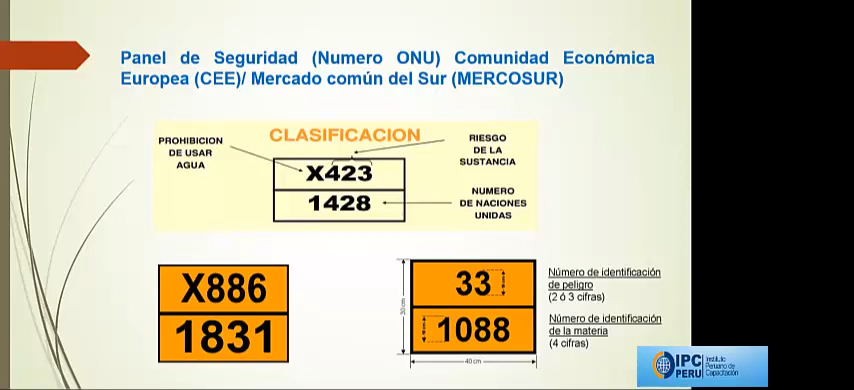 Panel de Seguridad (Numero ONU) Comunidad Económica
Europea (CEE)/ Mercado común del Sur (MERCOSUR)
CLASIFICACION
PROHIBICION
DE USAR
AGUA
RIESGO
DE LA
SUSTANCIA
X423
1428
NUMERO
DE NACIONES
UNIDAS
X886
1831
30 cm
33
1088
40 cm
Número de identificación
de peligro
(2 ó 3 cifras)
Número de identificación
de la materia
(4 cifras)
IPC
PERU
Instituto
Peruano de
Capacitación